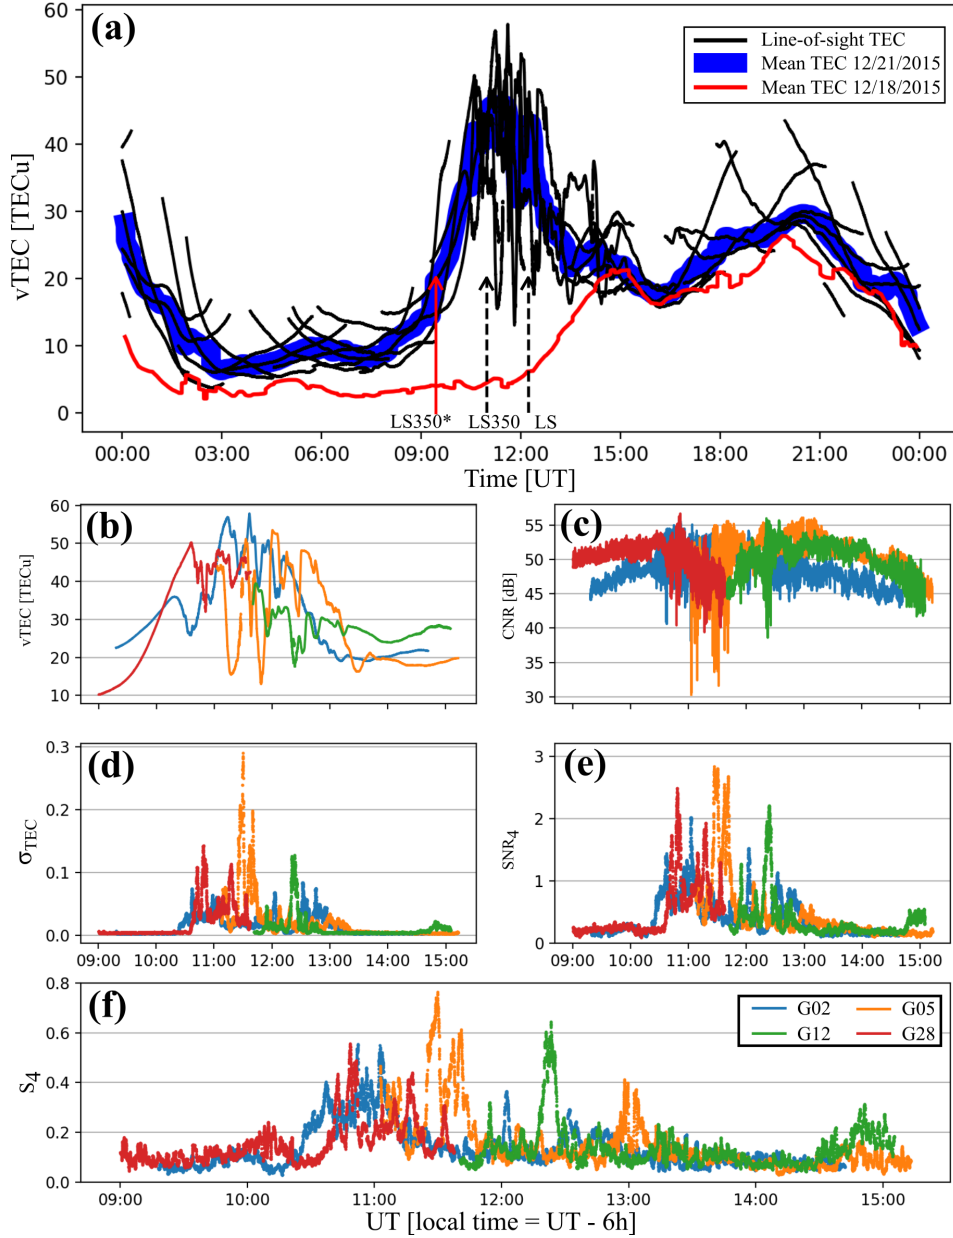 (a)
Line-of-sight TEC
Mean TEC 12/21/2015
Mean TEC 12/18/2015
vTEC [TECu]
60
50
40
30
20
10
0
LS350* LS350 LS
00:00 03:00 06:00 09:00 12:00 15:00 18:00 21:00 00:00
Time [UT]
(b)
vTEC [TECu]
60
50
40
30
20
10
(c)
CNR [dB]
55
50
45
40
35
30
(d)
σTEC
0.3
0.2
0.1
0.0
09:00 10:00 11:00 12:00 13:00 14:00 15:00
(e)
SNR4
3
2
1
0
09:00 10:00 11:00 12:00 13:00 14:00 15:00
(f)
G02 G05
G12 G28
S4
0.8
0.6
0.4
0.2
0.0
09:00 10:00 11:00 12:00 13:00 14:00 15:00
UT [local time = UT - 6h]